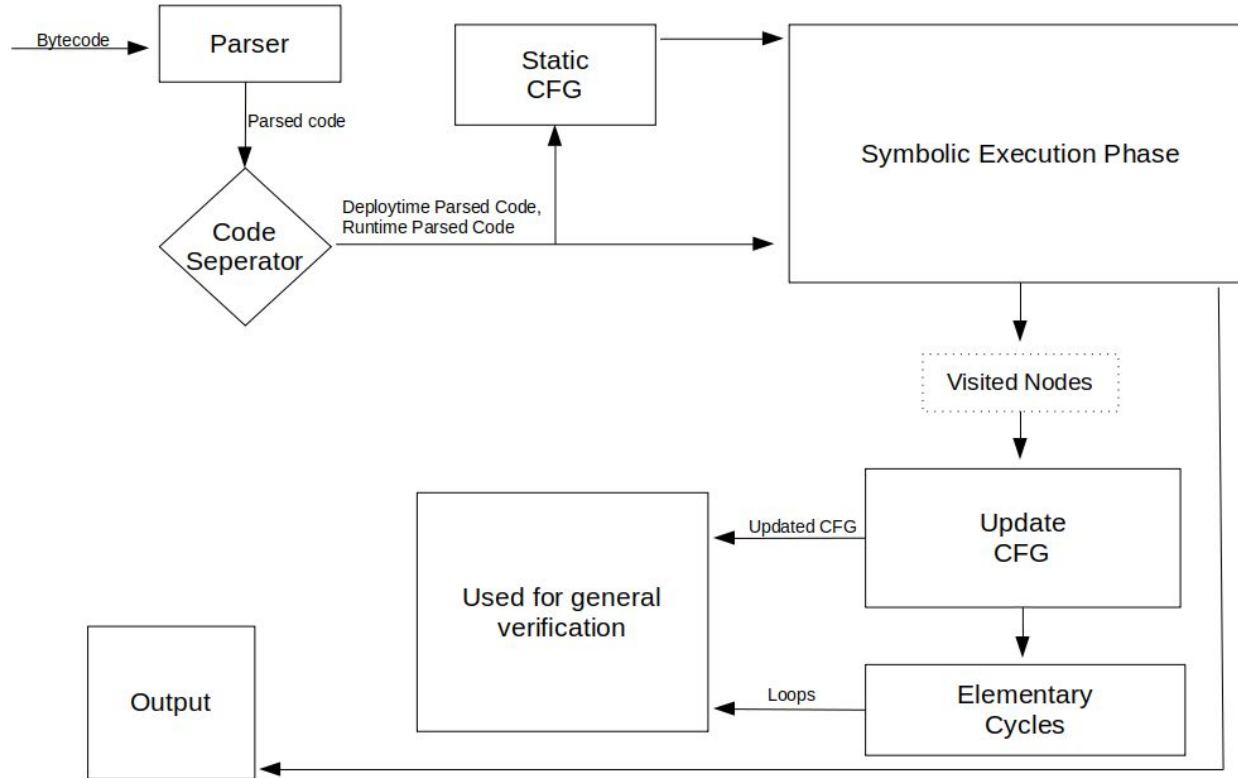 Bytecode
Parser
Parsed code
Static
CFG
Symbolic Execution Phase
Deploytime Parsed Code,
Runtime Parsed Code
Code
Seperator
Visited Nodes
Updated CFG
Update
CFG
Used for general
verification
Loops
Elementary
Cycles
Output